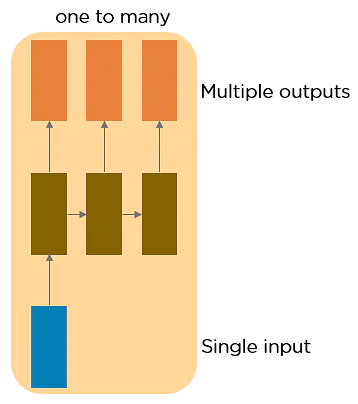 one to many
Multiple outputs
Single input